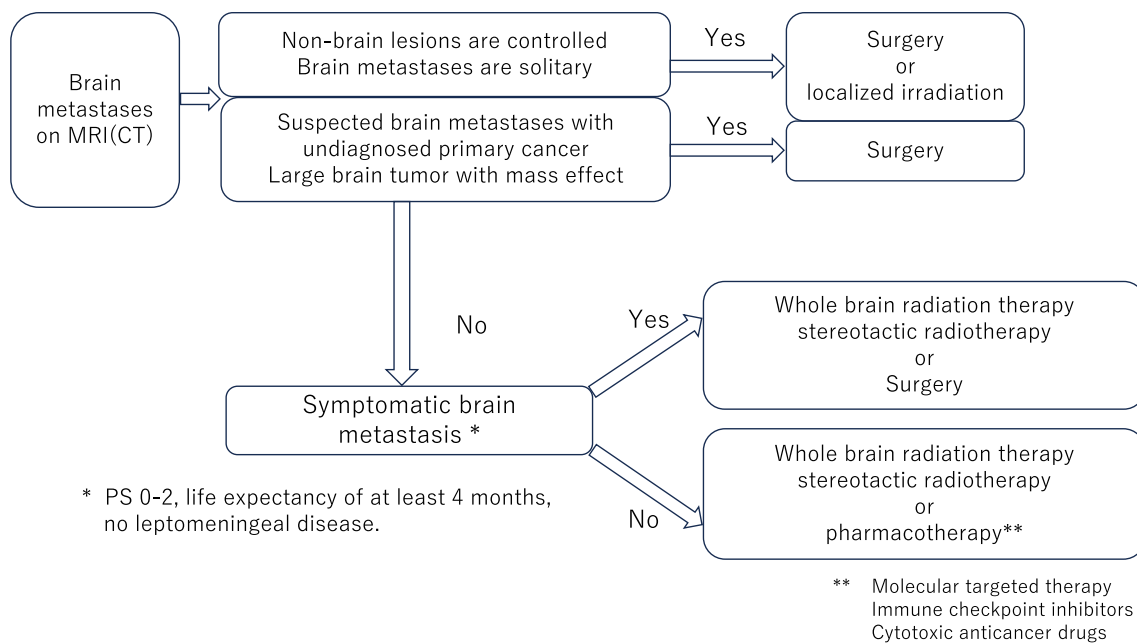 Brain
metastases
on MRI(CT)
Non-brain lesions are controlled
Brain metastases are solitary
Yes
Surgery
or
localized irradiation
Suspected brain metastases with
undiagnosed primary cancer
Large brain tumor with mass effect
Yes
Surgery
No
Symptomatic brain
metastasis *
Yes
Whole brain radiation therapy
stereotactic radiotherapy
or
Surgery
No
Whole brain radiation therapy
stereotactic radiotherapy
or
pharmacotherapy**
* PS 0-2, life expectancy of at least 4 months,
no leptomeningeal disease.
** Molecular targeted therapy
Immune checkpoint inhibitors
Cytotoxic anticancer drugs